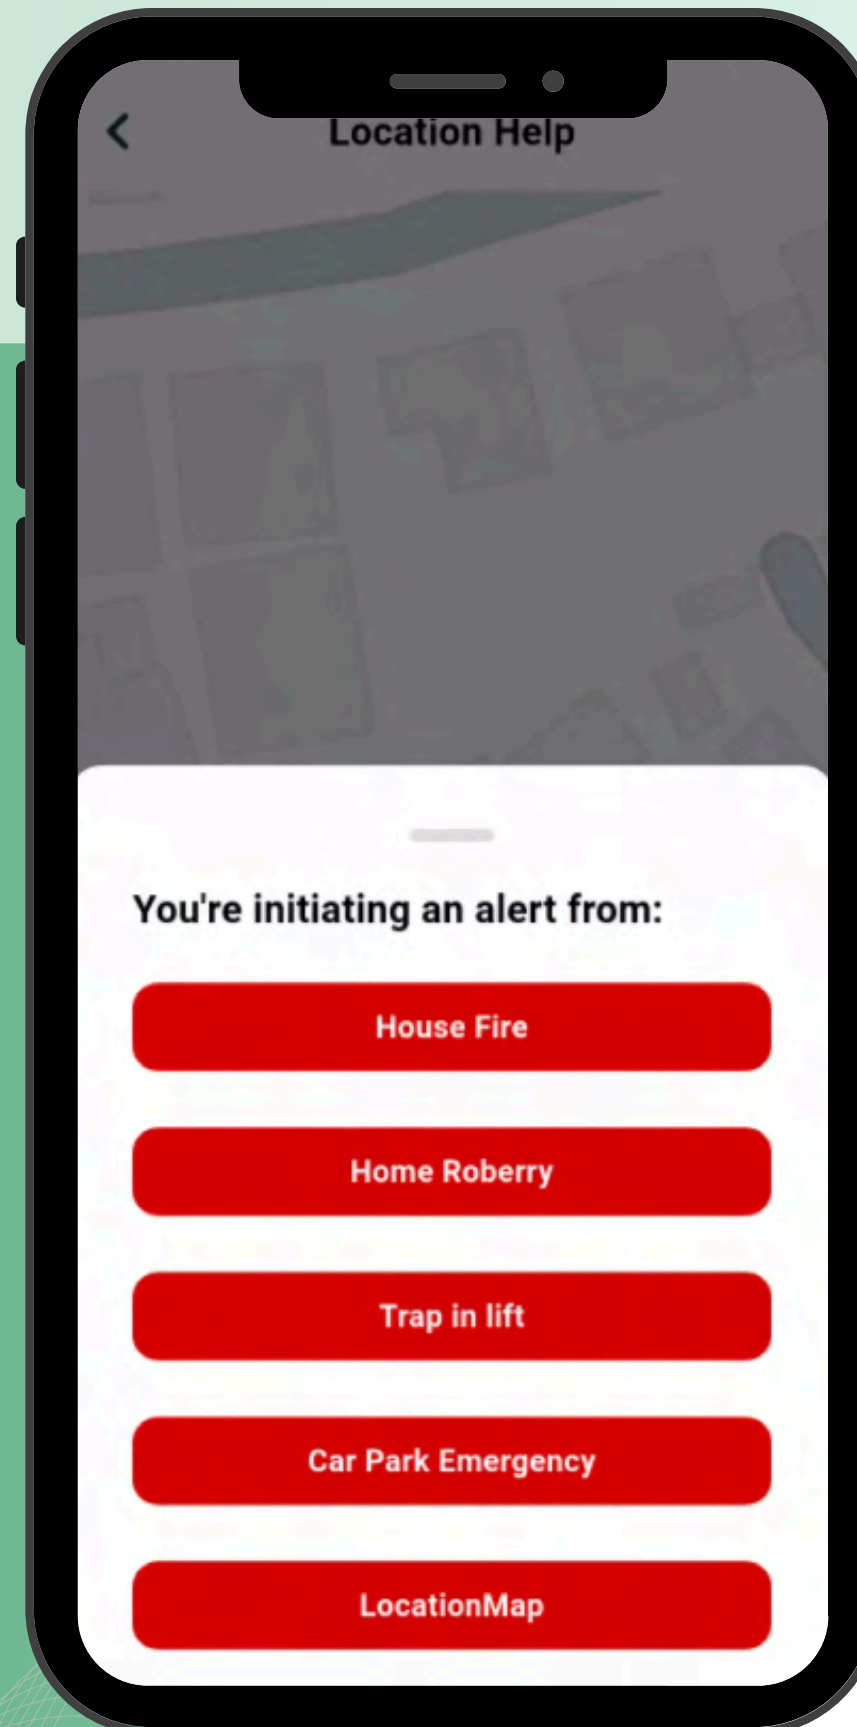 Location Help
You're initiating an alert from:
House Fire
Home Roberry
Trap in lift
Car Park Emergency
LocationMap